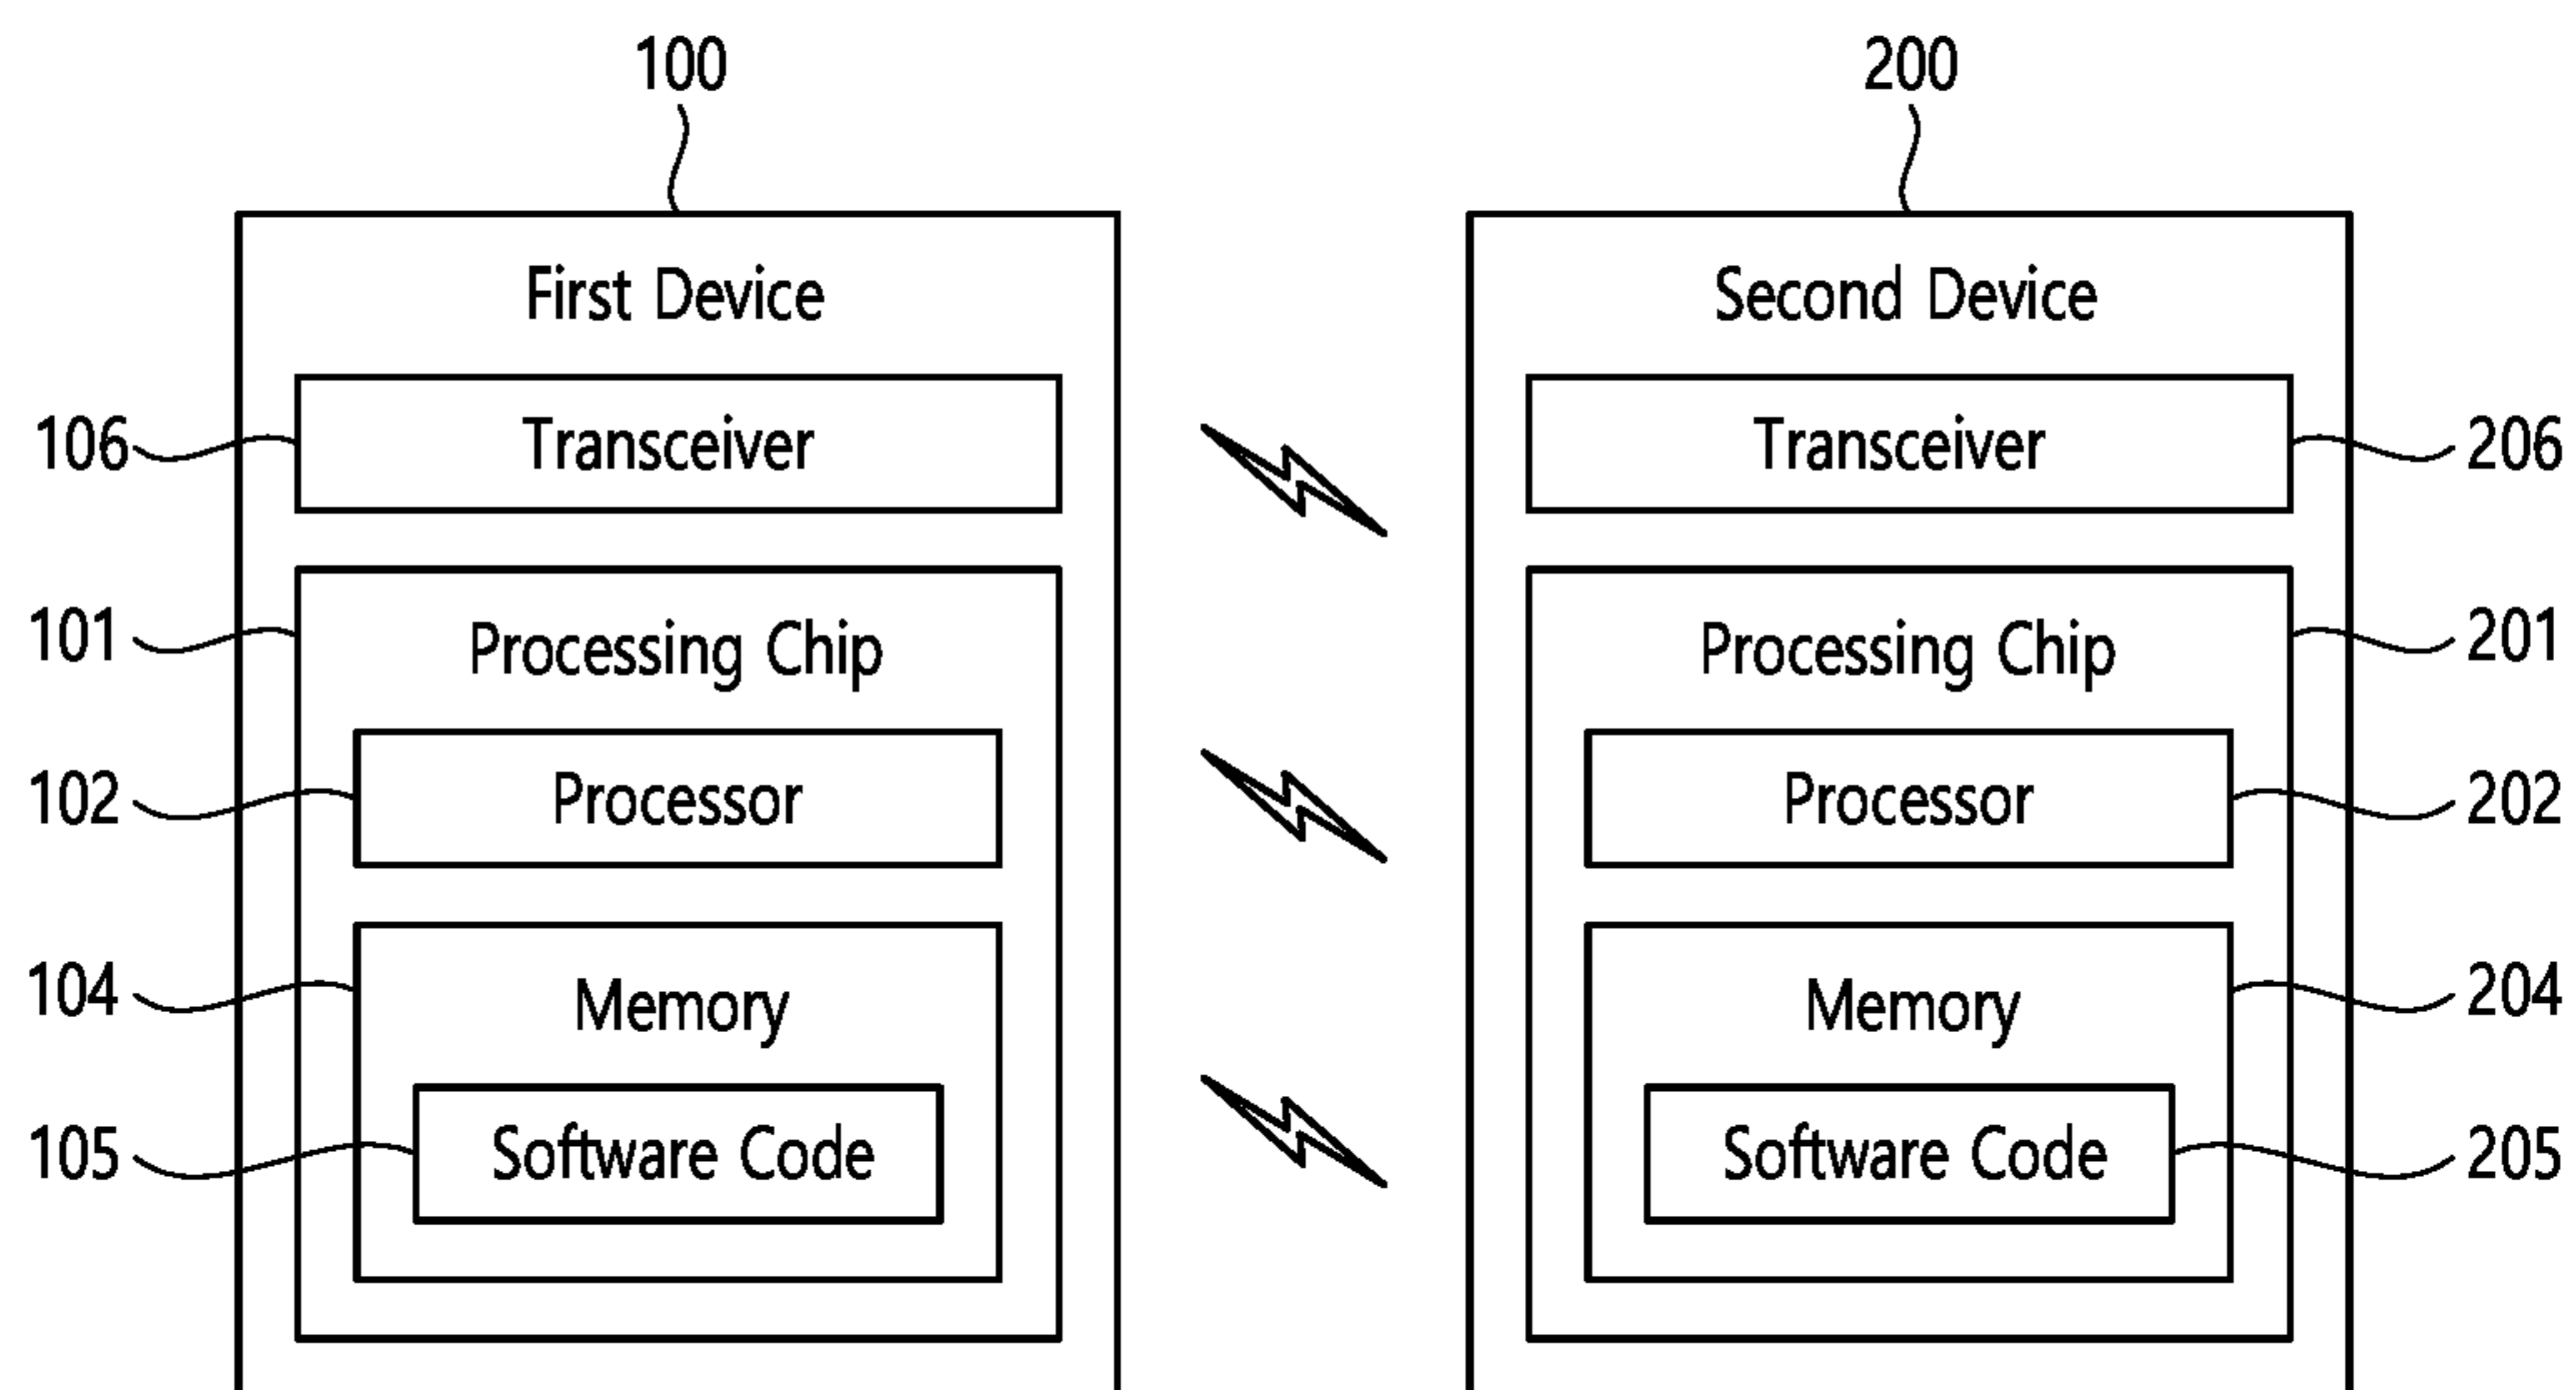 100
200
First Device
Second Device
106
Transceiver
Transceiver
206
101
Processing Chip
Processing Chip
201
102
Processor
Processor
202
104
Memory
Memory
204
105
Software Code
Software Code
205